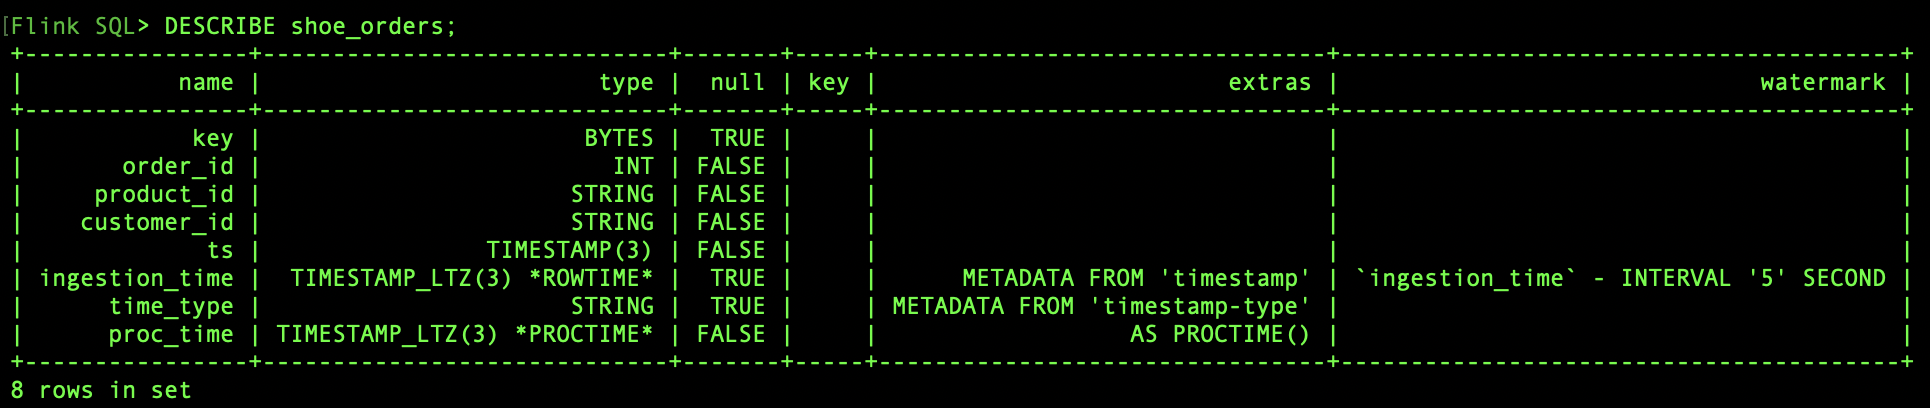 [Flink SQL> DESCRIBE shoe_orders;
+----------------+------------------------------+-------+-----+--------------------------------+----------------------------------------+
|           name |                         type |  null | key |                         extras |                              watermark |
+----------------+------------------------------+-------+-----+--------------------------------+----------------------------------------+
|            key |                        BYTES |  TRUE |     |                                |                                        |
|       order_id |                          INT | FALSE |     |                                |                                        |
|     product_id |                       STRING | FALSE |     |                                |                                        |
|    customer_id |                       STRING | FALSE |     |                                |                                        |
|             ts |                 TIMESTAMP(3) | FALSE |     |                                |                                        |
| ingestion_time |   TIMESTAMP_LTZ(3) *ROWTIME* |  TRUE |     |      METADATA FROM 'timestamp' | `ingestion_time` - INTERVAL '5' SECOND |
|      time_type |                       STRING |  TRUE |     | METADATA FROM 'timestamp-type' |                                        |
|      proc_time |  TIMESTAMP_LTZ(3) *PROCTIME* | FALSE |     |                  AS PROCTIME() |                                        |
+----------------+------------------------------+-------+-----+--------------------------------+----------------------------------------+
8 rows in set